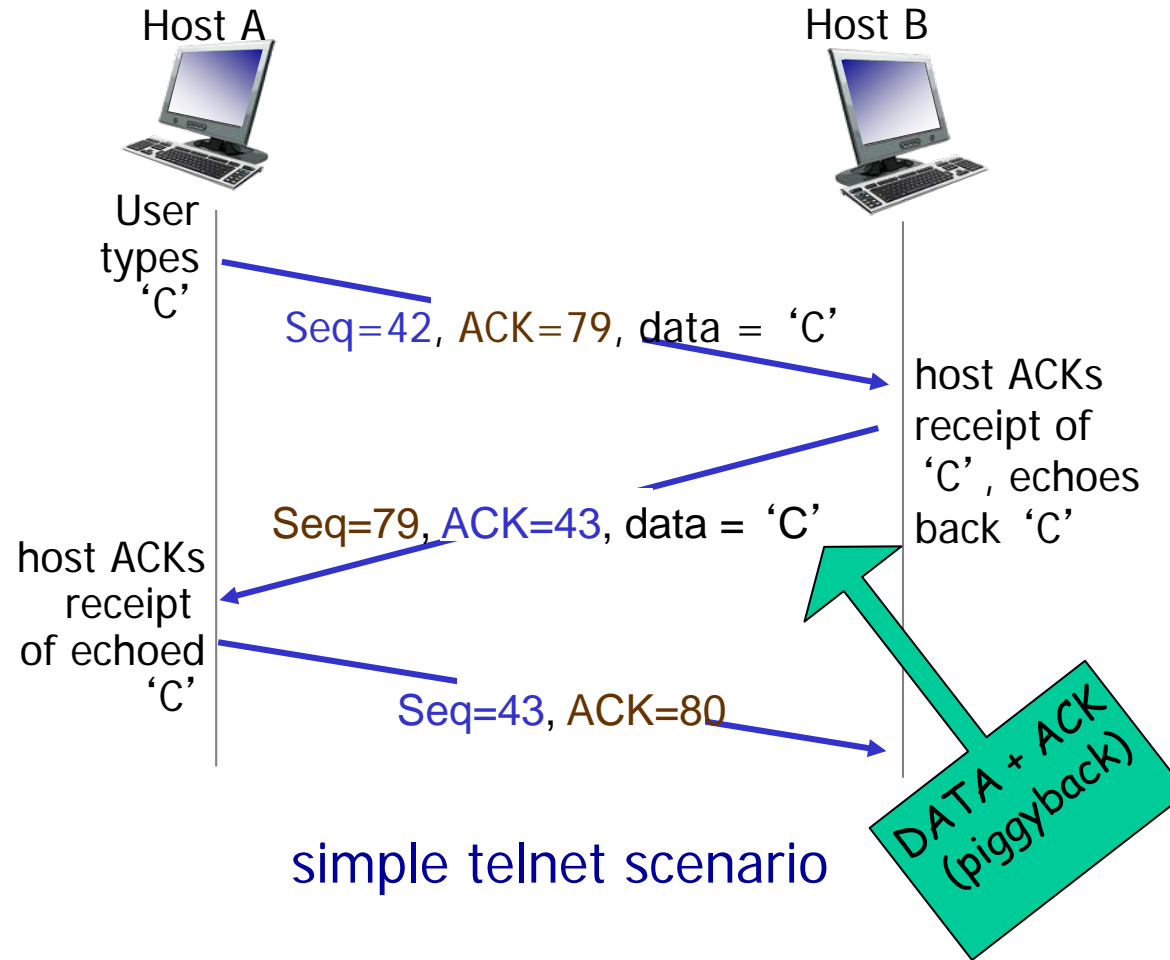 Host A
Host B
User
types
‘C’
Seq=42, ACK=79, data = ‘C’
host ACKs
receipt of
‘C’, echoes
back ‘C’
Seq=79, ACK=43, data = ‘C’
host ACKs
receipt
of echoed
‘C’
Seq=43, ACK=80
DATA + ACK
(piggyback)
simple telnet scenario